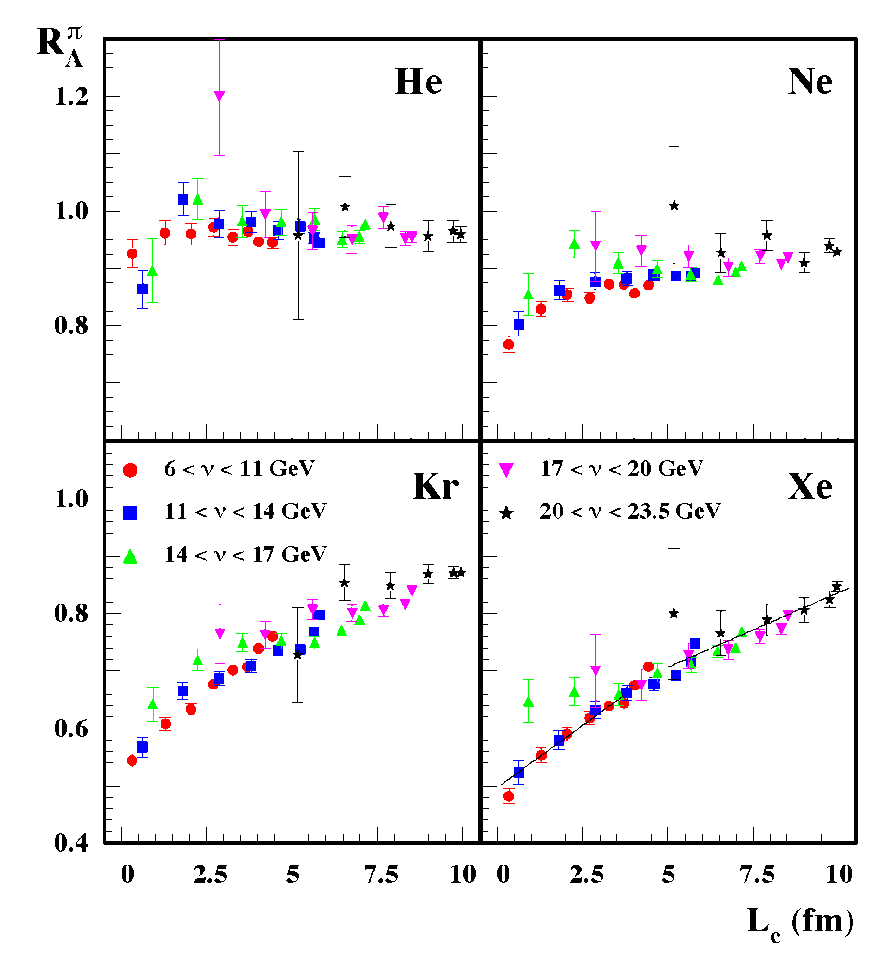 R_A^π
He
Ne
1.2
1.0
0.8
6 < ν < 11 GeV
11 < ν < 14 GeV
14 < ν < 17 GeV
Kr
17 < ν < 20 GeV
20 < ν < 23.5 GeV
Xe
1.0
0.8
0.6
0.4
0 2.5 5 7.5 10
0 2.5 5 7.5 10
L_c (fm)